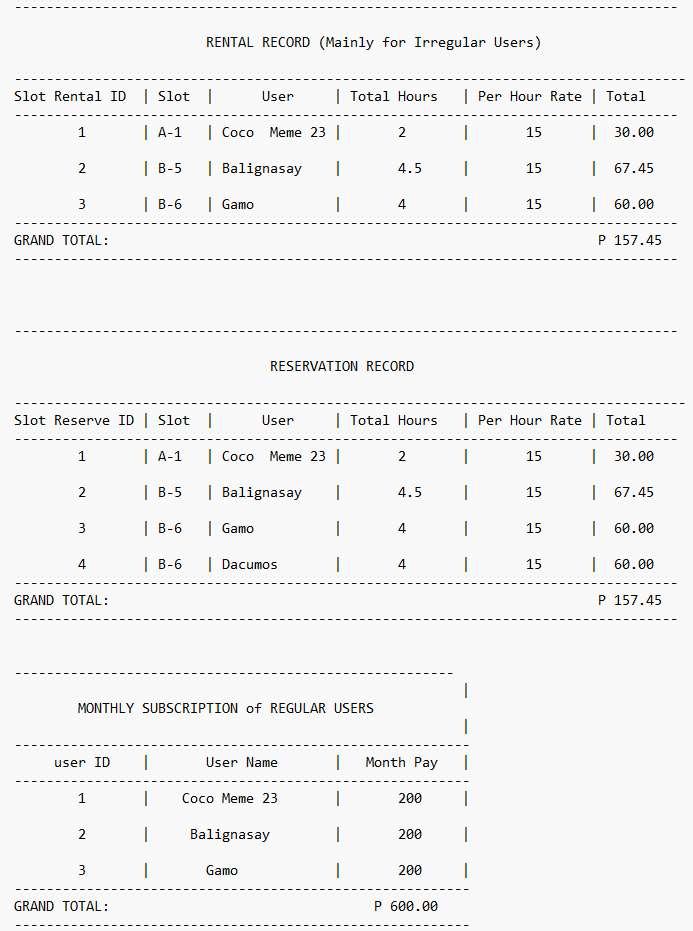 --------------------------------------------------------------------------------
RENTAL RECORD (Mainly for Irregular Users)
--------------------------------------------------------------------------------
Slot Rental ID | Slot | User | Total Hours | Per Hour Rate | Total
--------------------------------------------------------------------------------
1 | A-1 | Coco Meme 23 | 2 | 15 | 30.00
2 | B-5 | Balignasay | 4.5 | 15 | 67.45
3 | B-6 | Gamo | 4 | 15 | 60.00
--------------------------------------------------------------------------------
GRAND TOTAL: P 157.45
--------------------------------------------------------------------------------
--------------------------------------------------------------------------------
RESERVATION RECORD
--------------------------------------------------------------------------------
Slot Reserve ID | Slot | User | Total Hours | Per Hour Rate | Total
--------------------------------------------------------------------------------
1 | A-1 | Coco Meme 23 | 2 | 15 | 30.00
2 | B-5 | Balignasay | 4.5 | 15 | 67.45
3 | B-6 | Gamo | 4 | 15 | 60.00
4 | B-6 | Dacumos | 4 | 15 | 60.00
--------------------------------------------------------------------------------
GRAND TOTAL: P 157.45
--------------------------------------------------------------------------------
-------------------------------------------------------
|
MONTHLY SUBSCRIPTION of REGULAR USERS
|
---------------------------------------------------------
user ID | User Name | Month Pay |
---------------------------------------------------------
1 | Coco Meme 23 | 200 |
2 | Balignasay | 200 |
3 | Gamo | 200 |
---------------------------------------------------------
GRAND TOTAL: P 600.00
---------------------------------------------------------